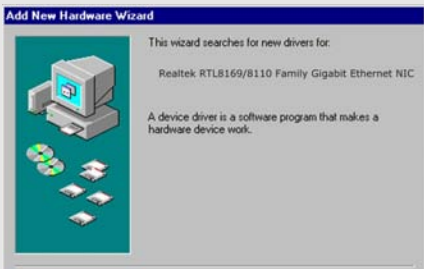 Add New Hardware Wizard
This wizard searches for new drivers for:
Realtek RTL8169/8110 Family Gigabit Ethernet NIC
A device driver is a software program that makes a
hardware device work.